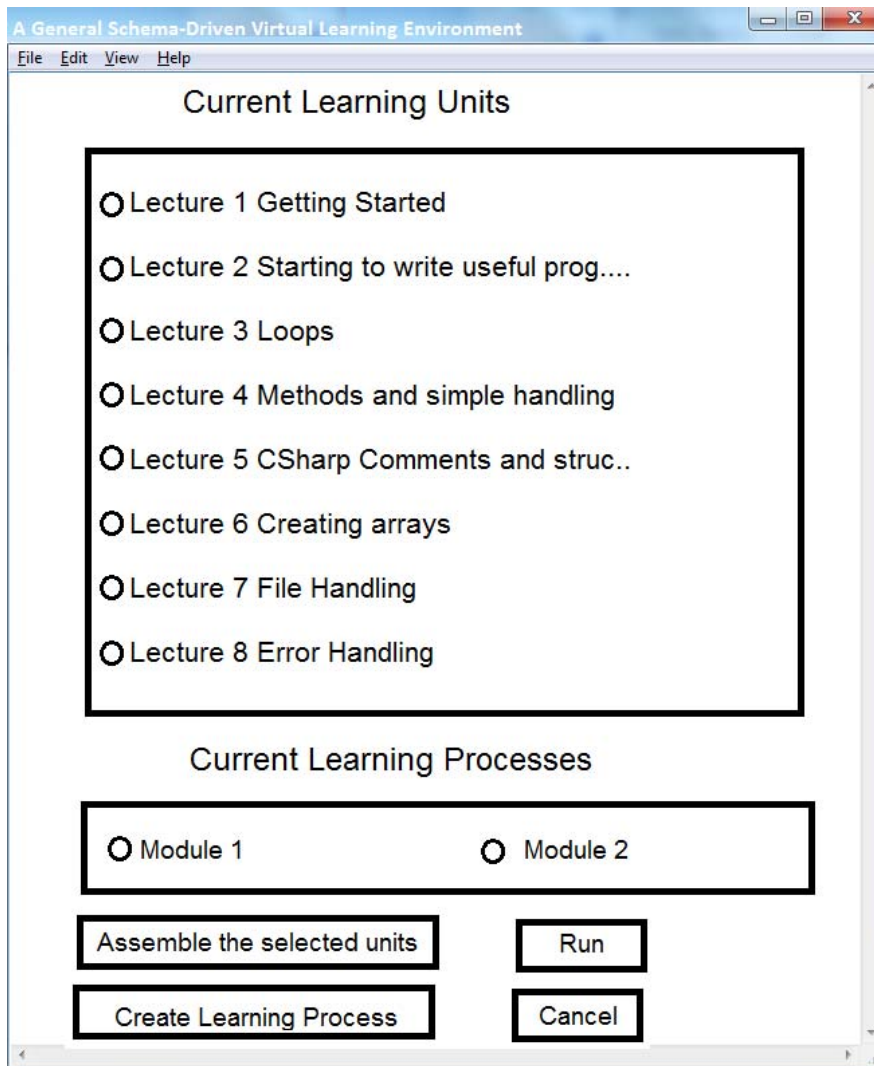 A General Schema-Driven Virtual Learning Environment
File Edit View Help
Current Learning Units
Lecture 1 Getting Started
Lecture 2 Starting to write useful prog....
Lecture 3 Loops
Lecture 4 Methods and simple handling
Lecture 5 CSharp Comments and struc..
Lecture 6 Creating arrays
Lecture 7 File Handling
Lecture 8 Error Handling
Current Learning Processes
Module 1 Module 2
Assemble the selected units Run
Create Learning Process Cancel